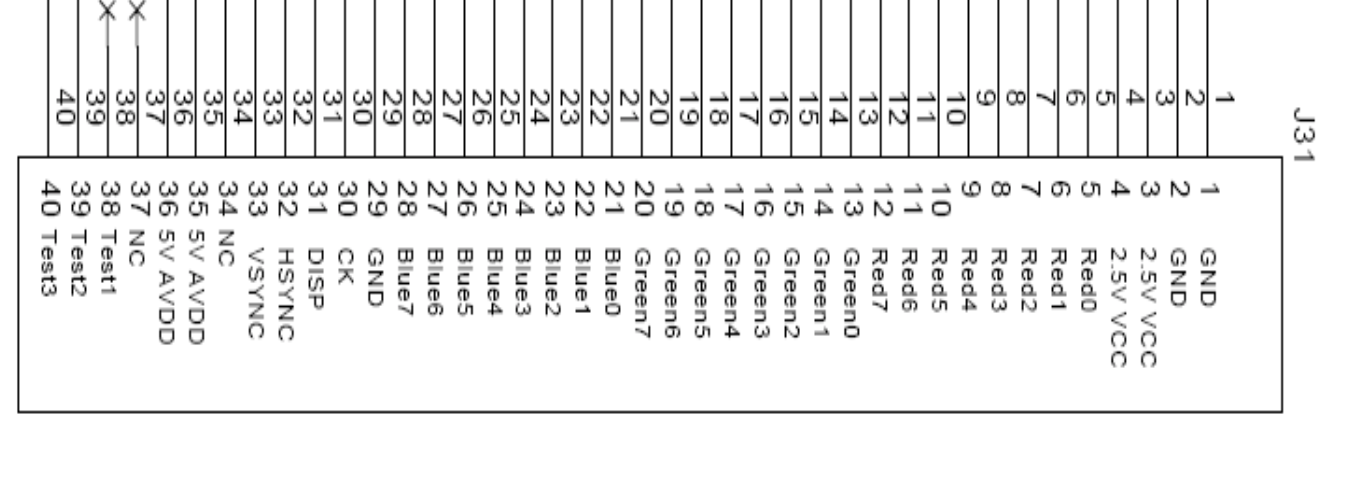 J31
1
2
3
4
5
6
7
8
9
10
11
12
13
14
15
16
17
18
19
20
21
22
23
24
25
26
27
28
29
30
31
32
33
34
35
36
37
38
39
40
1 GND
2 GND
3 2.5V VCC
4 2.5V VCC
5 Red0
6 Red1
7 Red2
8 Red3
9 Red4
10 Red5
11 Red6
12 Red7
13 Green0
14 Green1
15 Green2
16 Green3
17 Green4
18 Green5
19 Green6
20 Green7
21 Blue0
22 Blue1
23 Blue2
24 Blue3
25 Blue4
26 Blue5
27 Blue6
28 Blue7
29 GND
30 CK
31 DISP
32 HSYNC
33 VSYNC
34 NC
35 5V AVDD
36 5V AVDD
37 NC
38 Test1
39 Test2
40 Test3